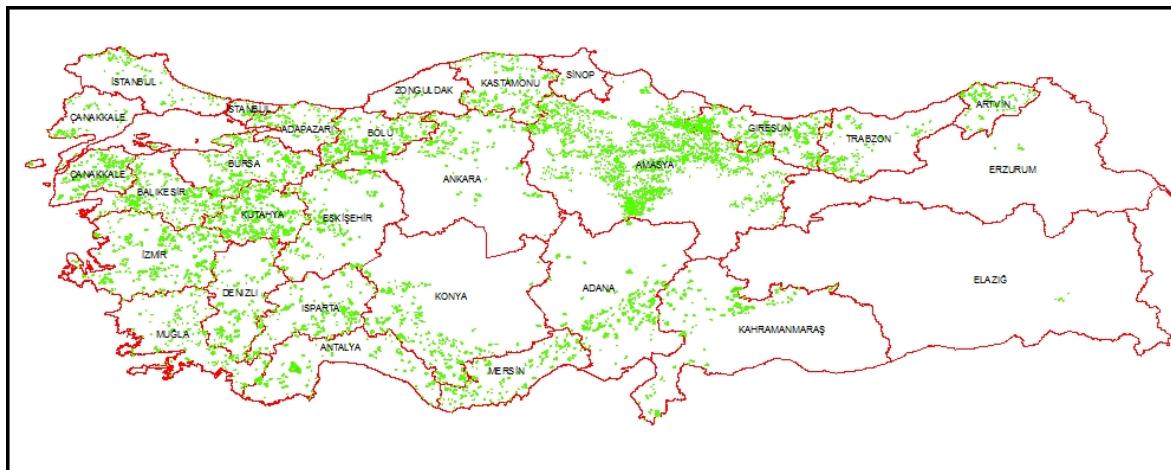 İSTANBUL
KASTAMONU
SİNOP
ZONGULDAK
ÇANAKKALE
İSTANBUL
ADAPAZARI
BOLU
GİRESUN
TRABZON
ARTVİN
BURSA
AMASYA
ERZURUM
ÇANAKKALE
ANKARA
BALIKESİR
KÜTAHYA
ESKİŞEHİR
İZMİR
ELAZIĞ
DENİZLİ
ISPARTA
KONYA
ADANA
MUĞLA
KAHRAMANMARAŞ
ANTALYA
MERSİN